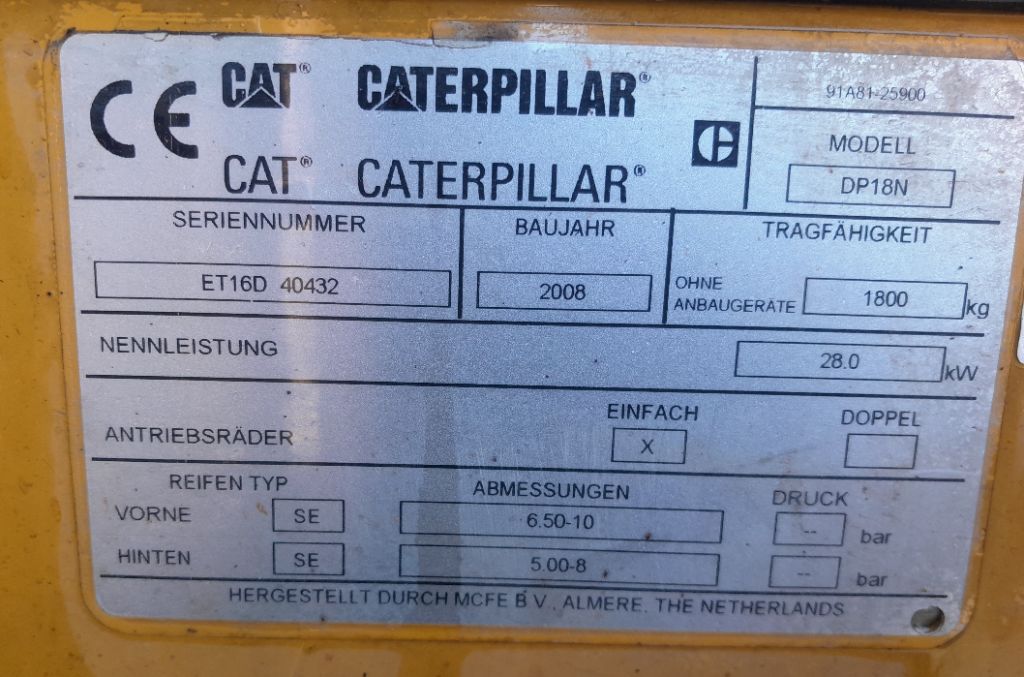 CE CAT® CATERPILLAR®
CAT® CATERPILLAR®
91A81-25900
MODELL
DP18N
SERIENNUMMER
ET16D 40432
BAUJAHR
2008
TRAGFÄHIGKEIT
OHNE
ANBAUGERÄTE 1800 kg
NENNLEISTUNG 28.0 kW
EINFACH DOPPEL
ANTRIEBSRÄDER X
REIFEN TYP ABMESSUNGEN DRUCK
VORNE SE 6.50-10 -- bar
HINTEN SE 5.00-8 -- bar
HERGESTELLT DURCH MCFE B V., ALMERE. THE NETHERLANDS